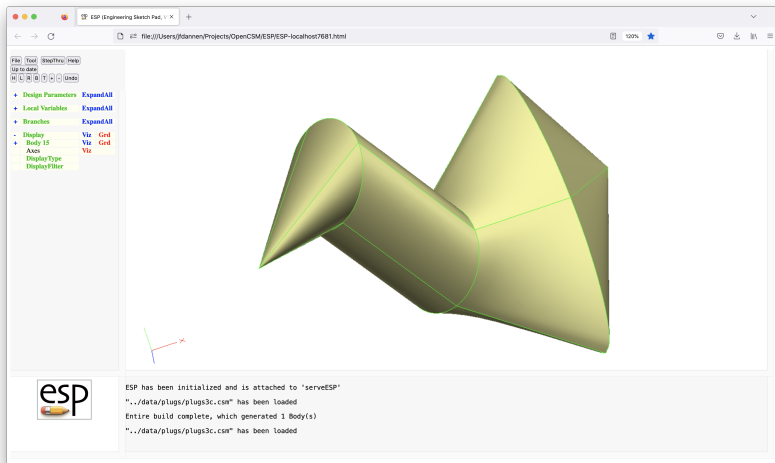 ESP (Engineering Sketch Pad, V
file:///Users/jfdannen/Projects/OpenCSM/ESP/ESP-localhost7681.html
120%
File Tool StepThru Help
Up to date
H L R B T + - Undo
+ Design Parameters ExpandAll
+ Local Variables ExpandAll
+ Branches ExpandAll
- Display Viz Grd
+ Body 15 Viz Grd
Axes Viz
DisplayType
DisplayFilter
X
esp
ESP has been initialized and is attached to 'serveESP'
"../data/plugs/plugs3c.csm" has been loaded
Entire build complete, which generated 1 Body(s)
"../data/plugs/plugs3c.csm" has been loaded